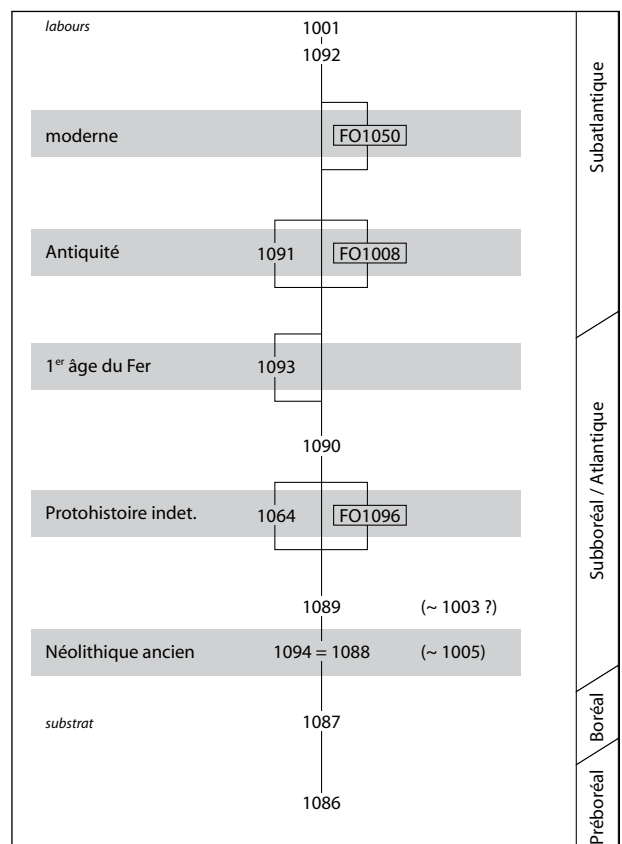 labours 1001
1092
moderne FO1050
Antiquité 1091 FO1008
1er âge du Fer 1093
1090
Protohistoire indet. 1064 FO1096
1089 (~ 1003 ?)
Néolithique ancien 1094 = 1088 (~ 1005)
substrat 1087
1086
Subatlantique
Subboréal / Atlantique
Boréal
Préboréal